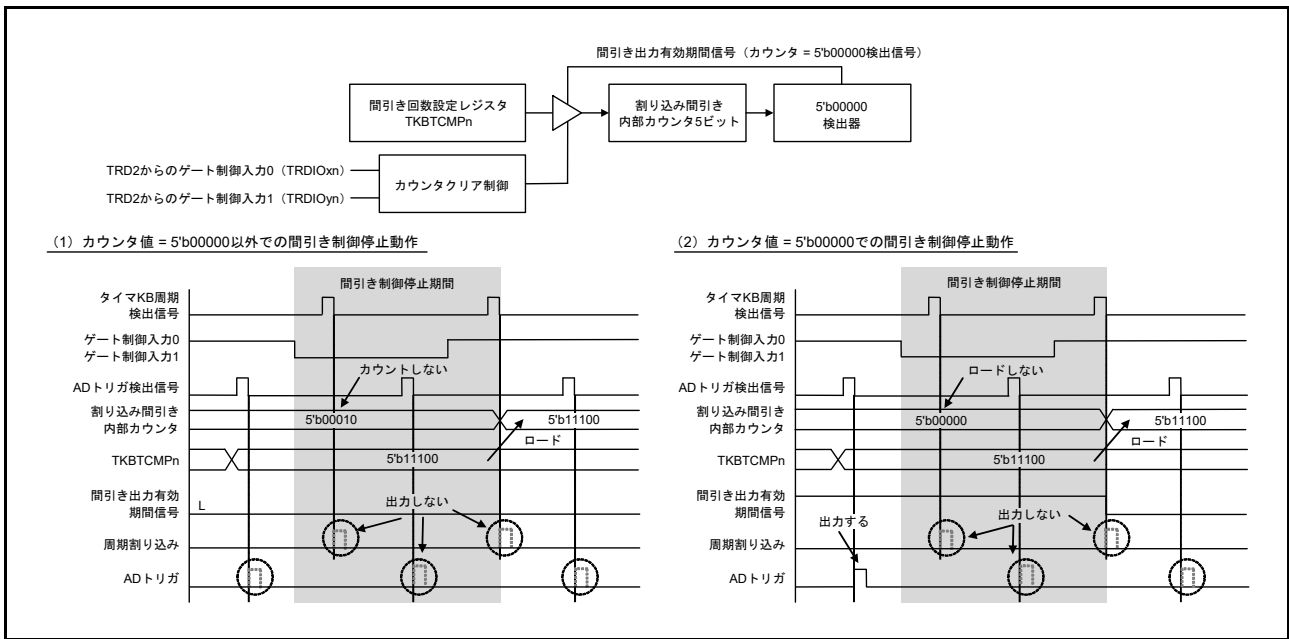 間引き出力有効期間信号（カウンタ = 5'b00000検出信号）
間引き回数設定レジスタ
TKBTCMPn
割り込み間引き
内部カウンタ5ビット
5'b00000
検出器
TRD2からのゲート制御入力0（TRDIOxn）
TRD2からのゲート制御入力1（TRDIOyn）
カウンタクリア制御
（1）カウンタ値 = 5'b00000以外での間引き制御停止動作
間引き制御停止期間
タイマKB周期
検出信号
ゲート制御入力0
ゲート制御入力1
カウントしない
ADトリガ検出信号
割り込み間引き
内部カウンタ
5'b00010
5'b11100
ロード
TKBTCMPn
5'b11100
間引き出力有効
期間信号
L
出力しない
周期割り込み
ADトリガ
（2）カウンタ値 = 5'b00000での間引き制御停止動作
間引き制御停止期間
タイマKB周期
検出信号
ゲート制御入力0
ゲート制御入力1
ロードしない
ADトリガ検出信号
割り込み間引き
内部カウンタ
5'b00000
5'b11100
ロード
TKBTCMPn
5'b11100
間引き出力有効
期間信号
出力する
出力しない
周期割り込み
ADトリガ